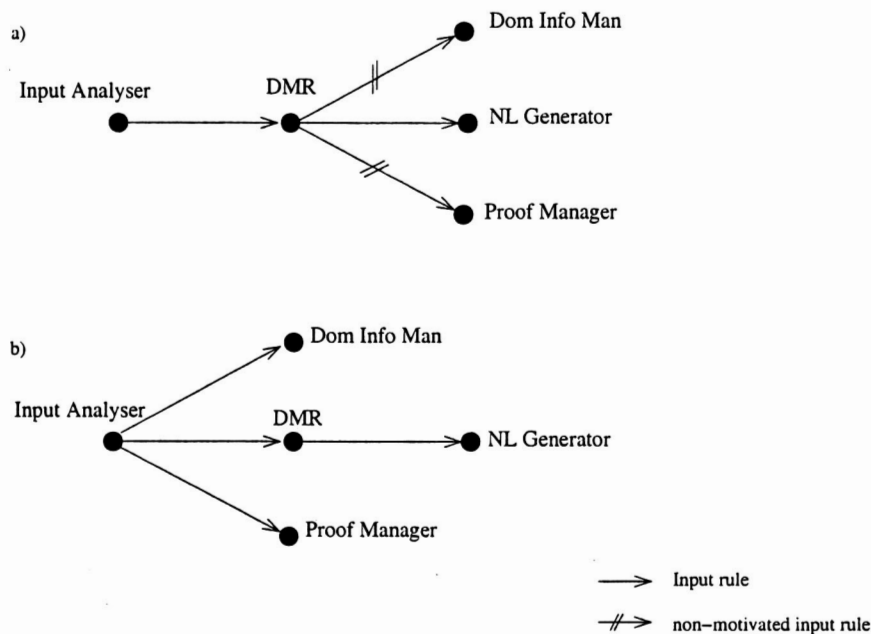 a)
Dom Info Man
Input Analyser
DMR
NL Generator
Proof Manager
b)
Dom Info Man
Input Analyser
DMR
NL Generator
Proof Manager
Input rule
non-motivated input rule